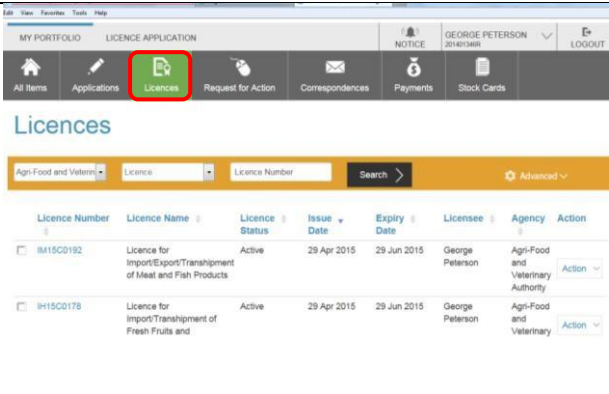 Edit View Favorites Tools Help
MY PORTFOLIO LICENCE APPLICATION NOTICE GEORGE PETERSON LOGOUT
201401346R
All Items Applications Licences Request for Action Correspondences Payments Stock Cards
Licences
Agri-Food and Veterin Licence Licence Number Search Advanced
Licence Number Licence Name Licence Status Issue Date Expiry Date Licensee Agency Action
IM15C0192 Licence for Active 29 Apr 2015 29 Jun 2015 George Agri-Food
Import/Export/Transhipment Peterson and
of Meat and Fish Products Veterinary Action
Authority
IH15C0178 Licence for Active 29 Apr 2015 29 Jun 2015 George Agri-Food
Import/Transhipment of Peterson and
Fresh Fruits and Veterinary Action